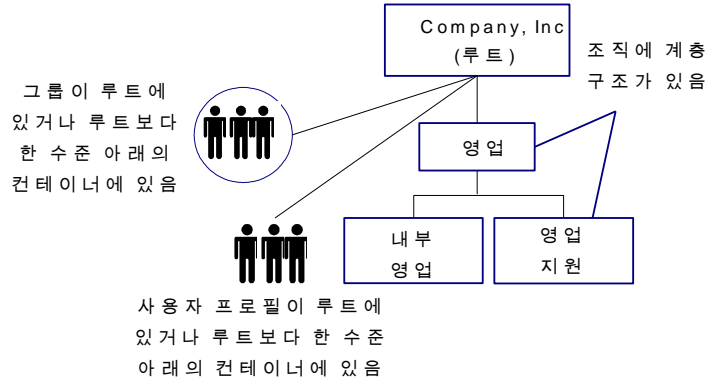 Company, Inc
(루트)
조직에 계층
구조가 있음
그룹이 루트에
있거나 루트보다
한 수준 아래의
컨테이너에 있음
영업
내부
영업
영업
지원
사용자 프로필이 루트에
있거나 루트보다 한 수준
아래의 컨테이너에 있음